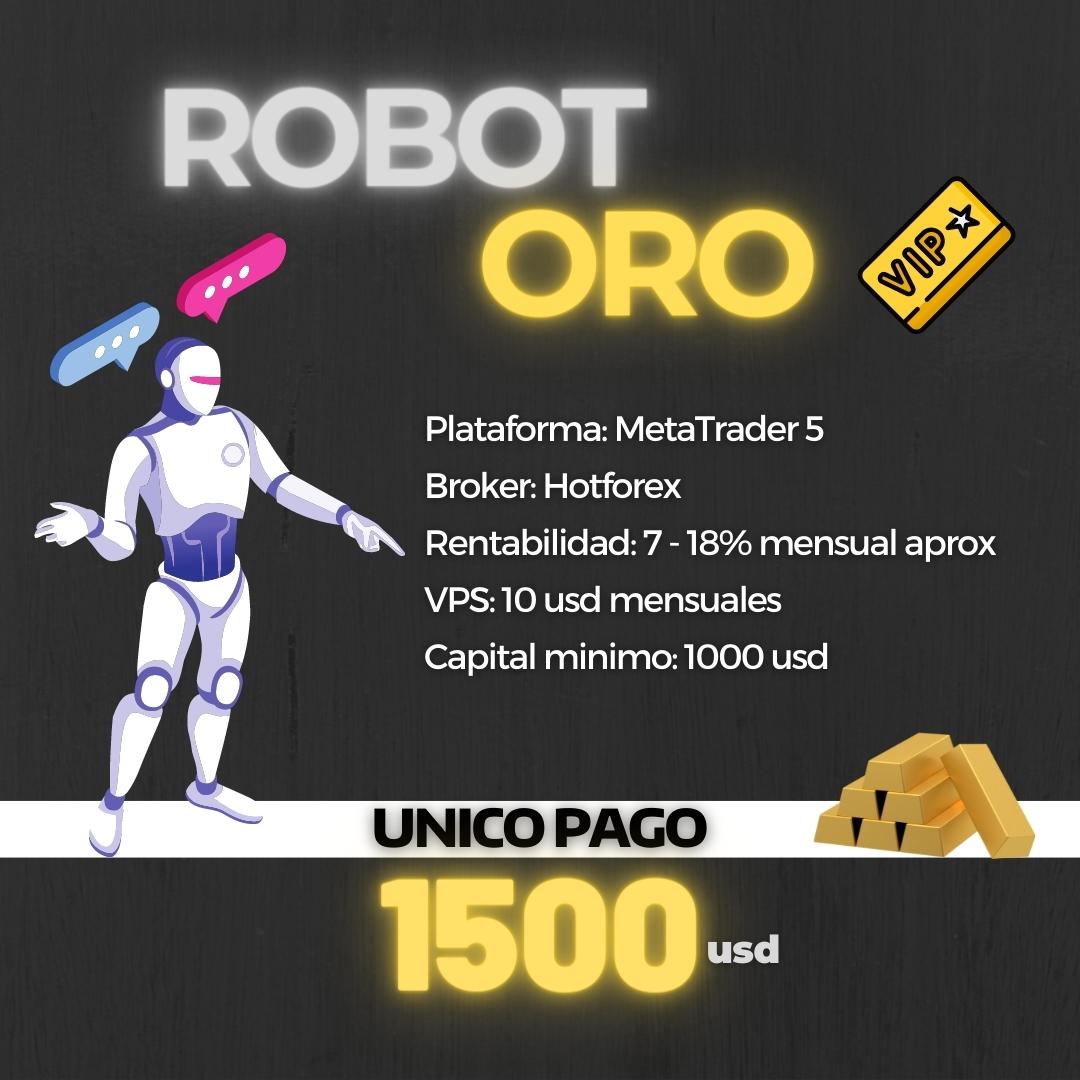 ROBOT
ORO
VIP
Plataforma: MetaTrader 5
Broker: Hotforex
Rentabilidad: 7 - 18% mensual aprox
VPS: 10 usd mensuales
Capital minimo: 1000 usd
UNICO PAGO
1500 usd